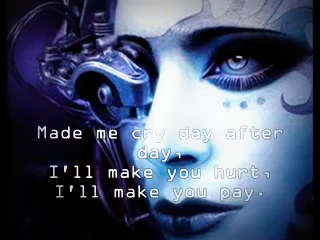 Made me cry day after
day,
I'll make you hurt,
I'll make you pay.